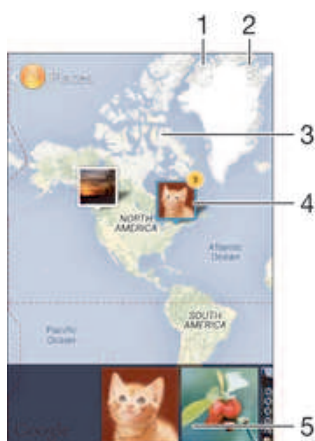 1 2
3
4
NORTH
AMERICA
Atlantic
Ocean
SOUTH
AMERICA
Pacific
Ocean
5